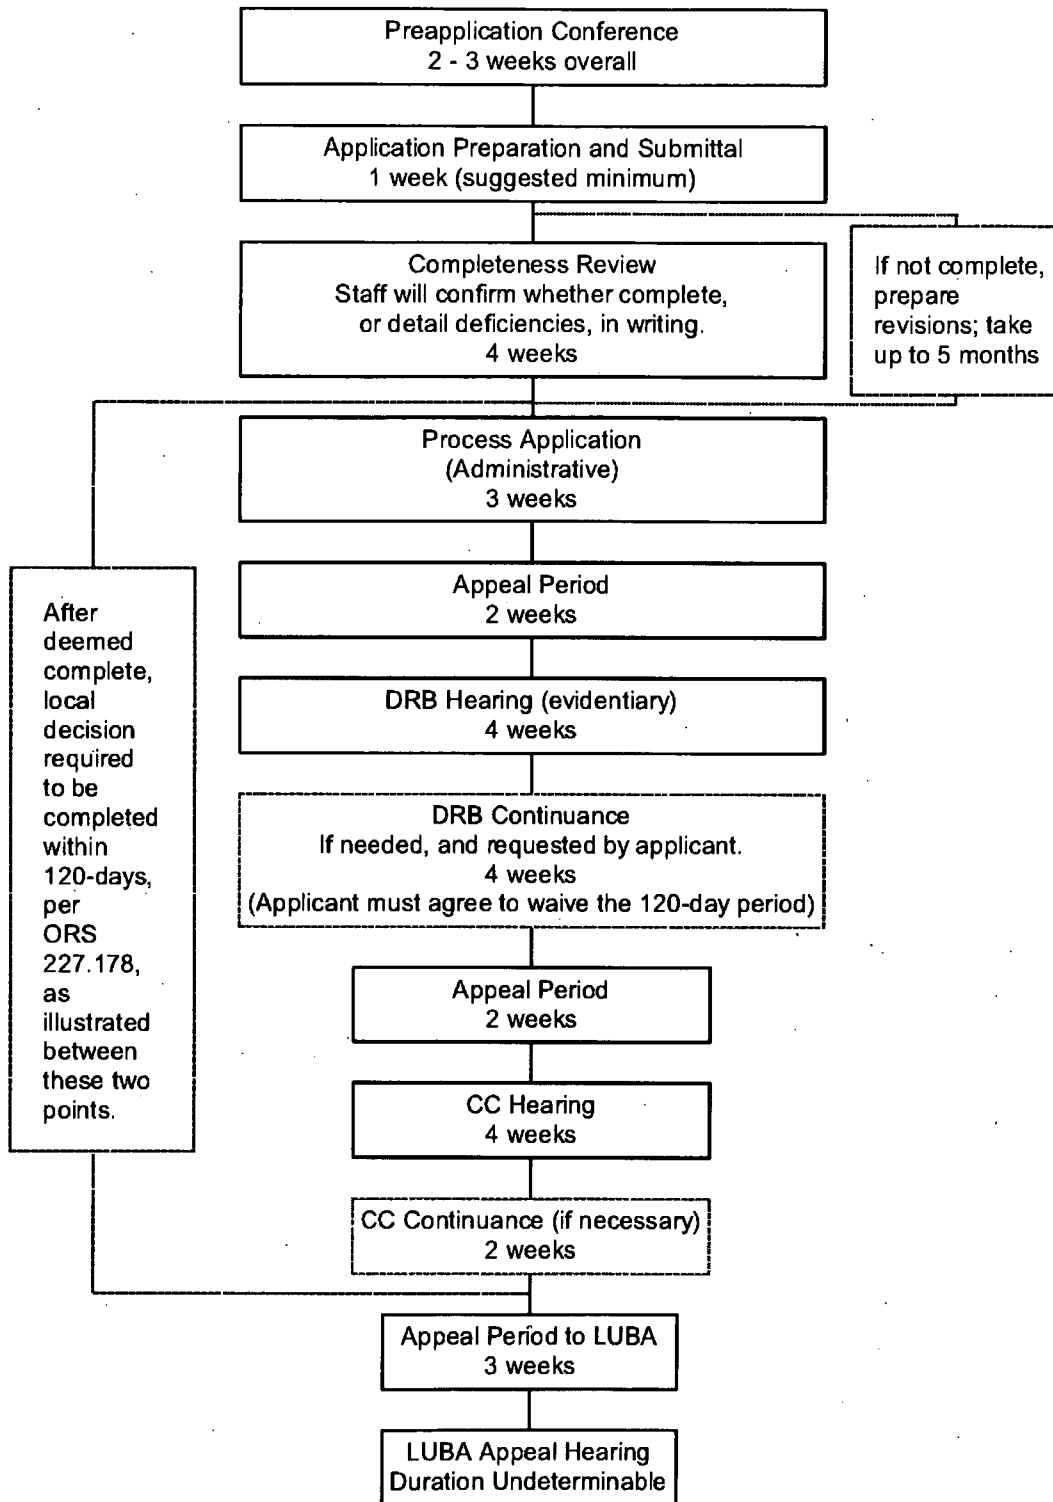 Preapplication Conference
2 - 3 weeks overall
Application Preparation and Submittal
1 week (suggested minimum)
Completeness Review
Staff will confirm whether complete,
or detail deficiencies, in writing.
4 weeks
If not complete,
prepare
revisions; take
up to 5 months
Process Application
(Administrative)
3 weeks
Appeal Period
2 weeks
After
deemed
complete,
local
decision
required
to be
completed
within
120-days,
per
ORS
227.178,
as
illustrated
between
these two
points.
DRB Hearing (evidentiary)
4 weeks
DRB Continuance
If needed, and requested by applicant.
4 weeks
(Applicant must agree to waive the 120-day period)
Appeal Period
2 weeks
CC Hearing
4 weeks
CC Continuance (if necessary)
2 weeks
Appeal Period to LUBA
3 weeks
LUBA Appeal Hearing
Duration Undeterminable